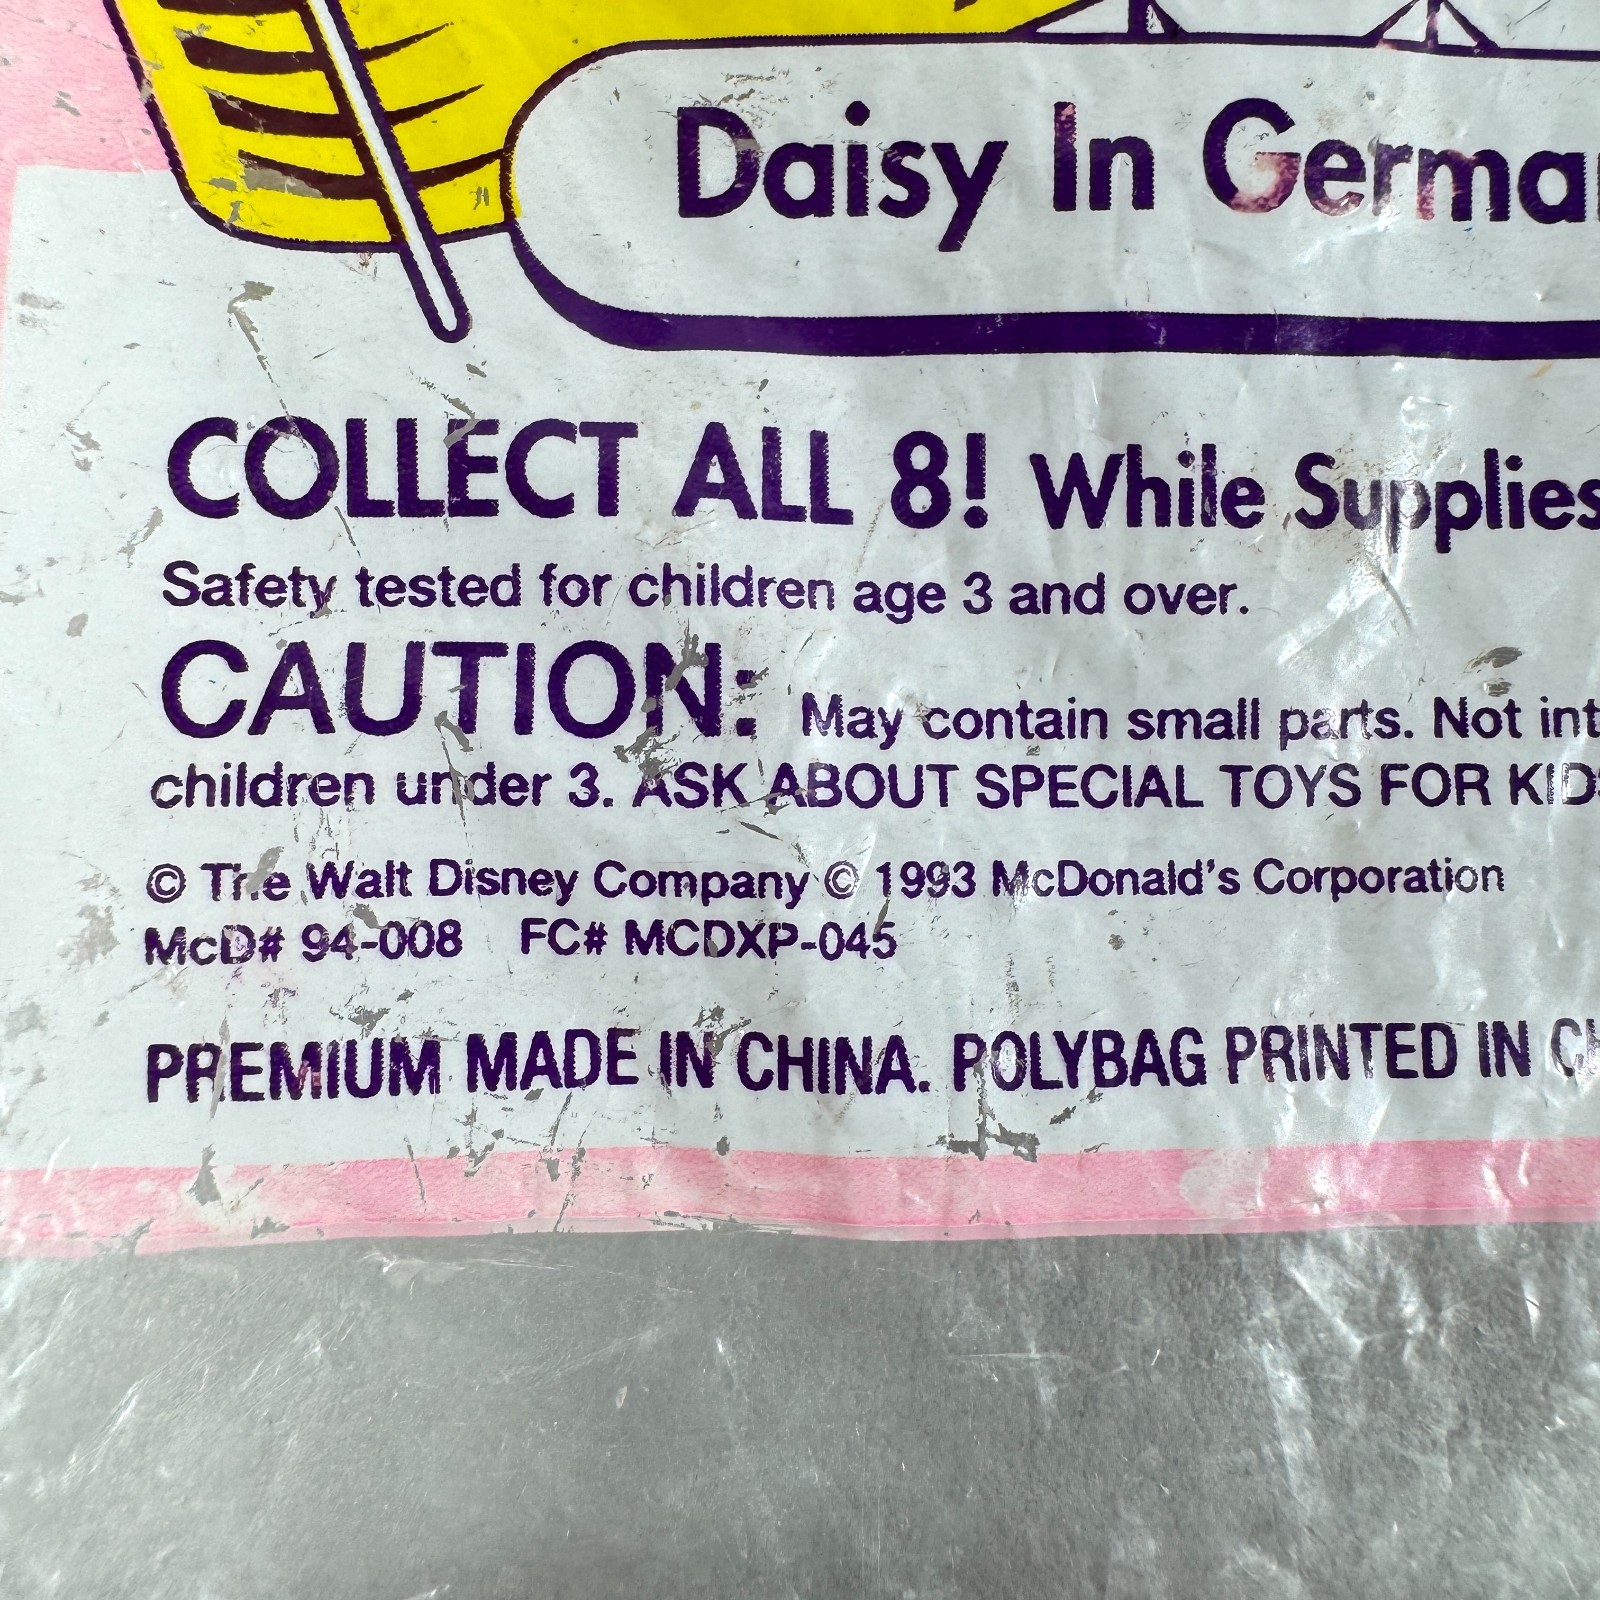 Daisy In Germa
COLLECT ALL 8! While Supplies
Safety tested for children age 3 and over.
CAUTION: May contain small parts. Not int
children under 3. ASK ABOUT SPECIAL TOYS FOR KIDS
© The Walt Disney Company © 1993 McDonald's Corporation
McD# 94-008 FC# MCDXP-045
PREMIUM MADE IN CHINA. POLYBAG PRINTED IN CH